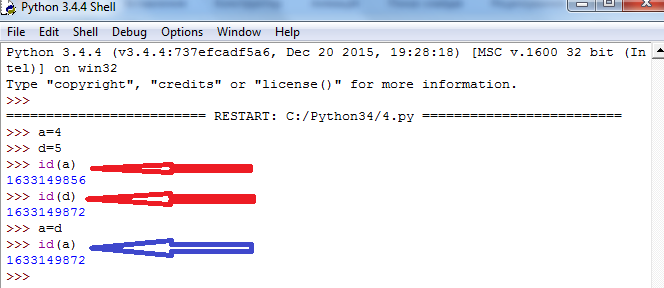 Python 3.4.4 Shell
File Edit Shell Debug Options Window Help
Python 3.4.4 (v3.4.4:737efcadf5a6, Dec 20 2015, 19:28:18) [MSC v.1600 32 bit (In
tel)] on win32
Type "copyright", "credits" or "license()" for more information.
>>>
========================== RESTART: C:/Python34/4.py ==========================
>>> a=4
>>> d=5
>>> id(a)
1633149856
>>> id(d)
1633149872
>>> a=d
>>> id(a)
1633149872
>>>